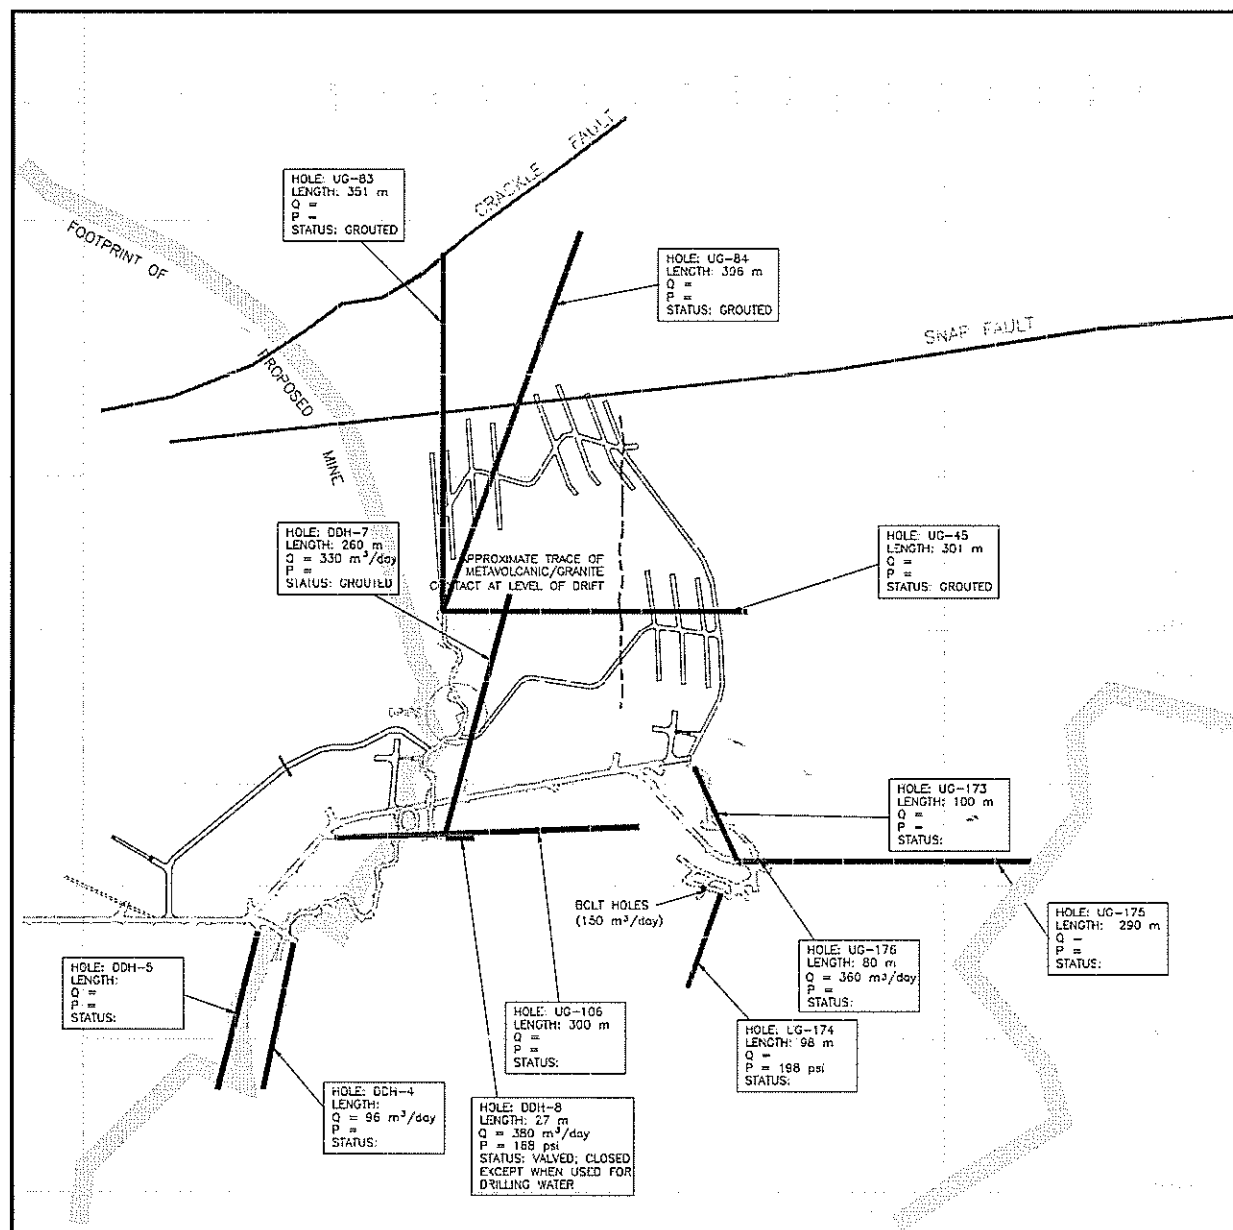 CRACKLE FAULT
HOLE: UG-83
LENGTH: 351 m
Q =
P =
STATUS: GROUTED
FOOTPRINT OF
PROPOSED
MINE
HOLE: UG-84
LENGTH: 396 m
Q =
P =
STATUS: GROUTED
SNAP FAULT
HOLE: DDH-7
LENGTH: 260 m
Q = 330 m³/day
P =
STATUS: GROUTED
APPROXIMATE TRACE OF
METAVOLCANIC/GRANITE
CONTACT AT LEVEL OF DRIFT
HOLE: UG-45
LENGTH: 301 m
Q =
P =
STATUS: GROUTED
HOLE: UG-173
LENGTH: 100 m
Q =
P =
STATUS:
BOLT HOLES
(150 m³/day)
HOLE: UG-175
LENGTH: 290 m
Q =
P =
STATUS:
HOLE: UG-176
LENGTH: 80 m
Q = 360 m³/day
P =
STATUS:
HOLE: DDH-5
LENGTH:
Q =
P =
STATUS:
HOLE: UG-106
LENGTH: 300 m
Q =
P =
STATUS:
HOLE: UG-174
LENGTH: 98 m
Q =
P = 198 psi
STATUS:
HOLE: DDH-4
LENGTH:
Q = 96 m³/day
P =
STATUS:
HOLE: DDH-8
LENGTH: 27 m
Q = 380 m³/day
P = 188 psi
STATUS: VALVED; CLOSED
EXCEPT WHEN USED FOR
DRILLING WATER